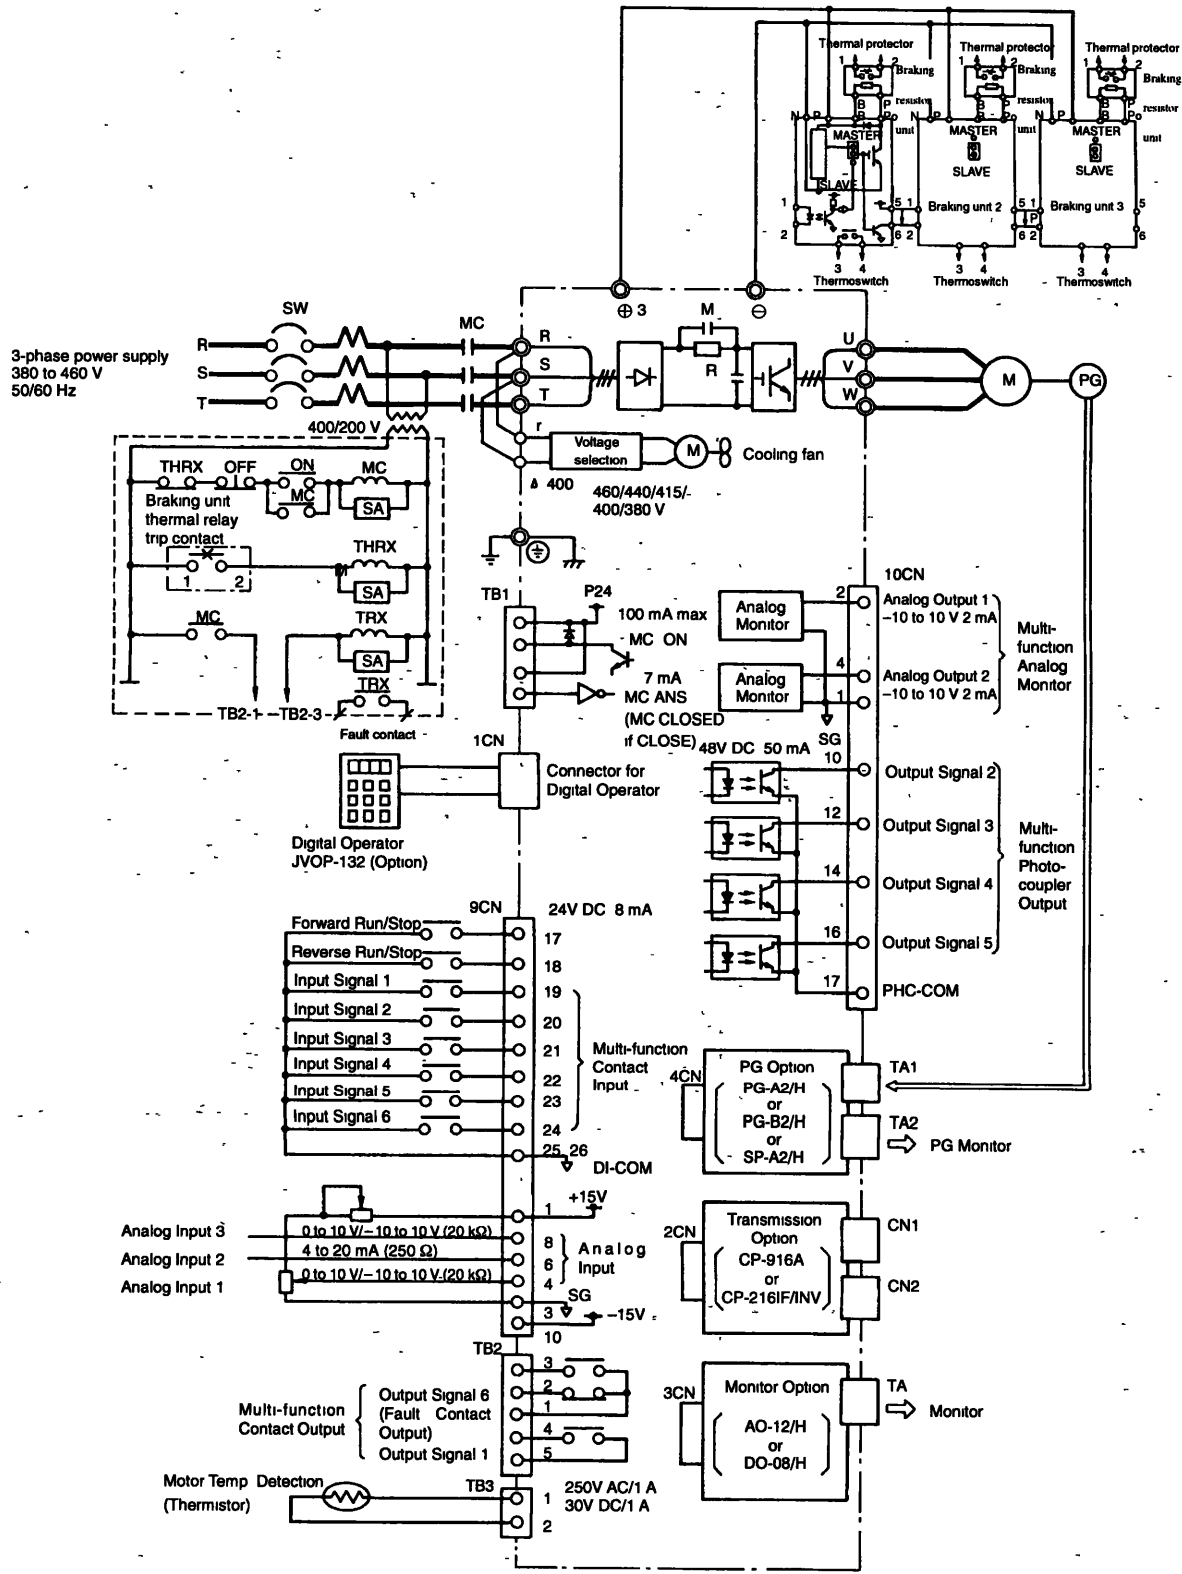 Thermal protector Thermal protector Thermal protector
1 2 Braking 1 2 Braking 1 2 Braking
B P resistor B P resistor B P resistor
N P B P₀ unit N P B P₀ unit N P B P₀ unit
MASTER MASTER MASTER
SLAVE SLAVE SLAVE
1 5 1 Braking unit 2 5 1 Braking unit 3 5
P
2 6 2 6 2 6
3 4 3 4 3 4
Thermoswitch Thermoswitch Thermoswitch
⊕ 3 ⊖
SW MC M
3-phase power supply
380 to 460 V
50/60 Hz
R R U
S S V
T T W
R
M PG
400/200 V
r Voltage
selection
M Cooling fan
Δ 400 460/440/415/-
400/380 V
THRX OFF ON MC
MC SA
Braking unit
thermal relay
trip contact
THRX
1 2 SA
MC TRX
SA
TRX
TB2-1 TB2-3
Fault contact
TB1 P24
100 mA max
MC ON
7 mA
MC ANS
(MC CLOSED
if CLOSE)
10CN
Analog
Monitor
2 Analog Output 1
-10 to 10 V 2 mA
Analog
Monitor
4 Analog Output 2
1 -10 to 10 V 2 mA
SG
Multi-
function
Analog
Monitor
1CN
Connector for
Digital Operator
Digital Operator
JVOP-132 (Option)
48V DC 50 mA
10 Output Signal 2
12 Output Signal 3
14 Output Signal 4
16 Output Signal 5
17 PHC-COM
Multi-
function
Photo-
coupler
Output
9CN 24V DC 8 mA
Forward Run/Stop 17
Reverse Run/Stop 18
Input Signal 1 19
Input Signal 2 20
Input Signal 3 21
Input Signal 4 22
Input Signal 5 23
Input Signal 6 24
Multi-function
Contact
Input
25 26
DI-COM
4CN PG Option
PG-A2/H
or
PG-B2/H
or
SP-A2/H
TA1
TA2
PG Monitor
1 +15V
Analog Input 3 0 to 10 V/-10 to 10 V (20 kΩ) 8
Analog Input 2 4 to 20 mA (250 Ω) 6
Analog Input 1 0 to 10 V/-10 to 10 V (20 kΩ) 4
Analog
Input
SG
3 -15V
10
2CN Transmission
Option
CP-916A
or
CP-216IF/INV
CN1
CN2
TB2
Multi-function
Contact Output
Output Signal 6
(Fault Contact
Output)
Output Signal 1
3
2
1
4
5
3CN Monitor Option
AO-12/H
or
DO-08/H
TA
Monitor
Motor Temp Detection
(Thermistor)
TB3 1
2
250V AC/1 A
30V DC/1 A